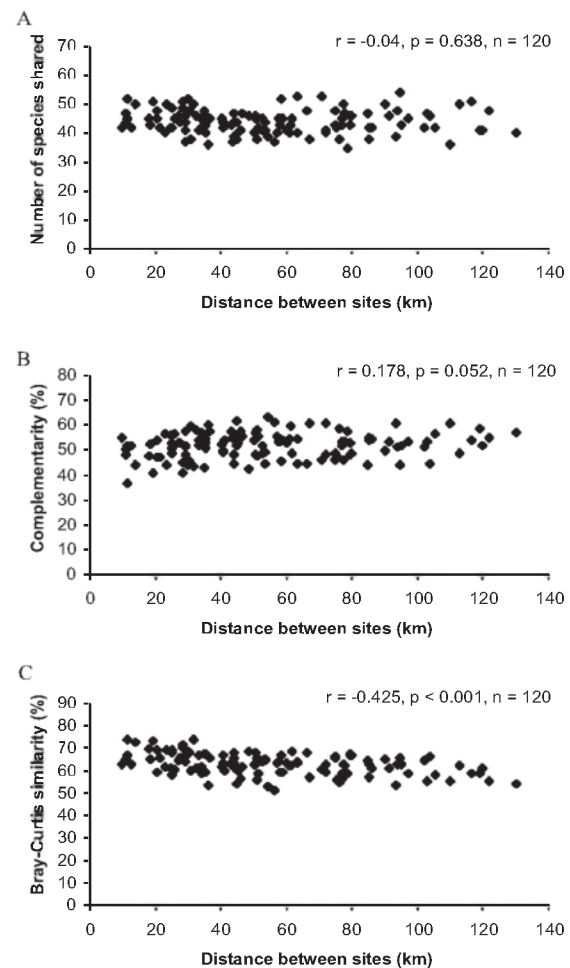 A
r = -0.04, p = 0.638, n = 120
Number of species shared
70
60
50
40
30
20
10
0
0 20 40 60 80 100 120 140
Distance between sites (km)
B
r = 0.178, p = 0.052, n = 120
Complementarity (%)
80
70
60
50
40
30
20
10
0
0 20 40 60 80 100 120 140
Distance between sites (km)
C
r = -0.425, p < 0.001, n = 120
Bray-Curtis similarity (%)
90
80
70
60
50
40
30
20
10
0
0 20 40 60 80 100 120 140
Distance between sites (km)